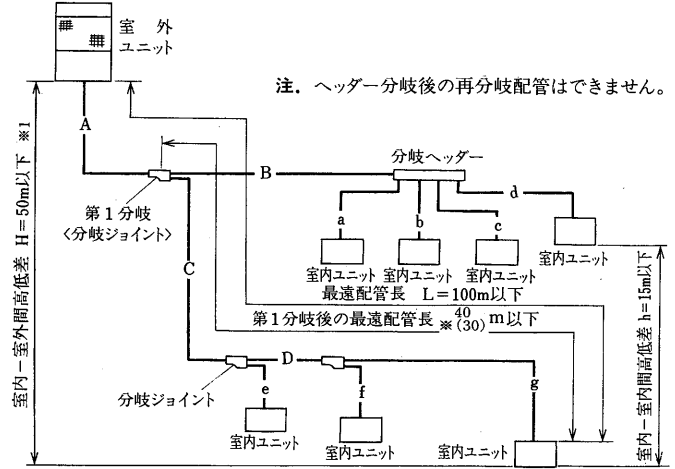 室外
ユニット
注．ヘッダー分岐後の再分岐配管はできません。
A
B
分岐ヘッダー
第1分岐
〈分岐ジョイント〉
a
b
c
d
C
室内ユニット
室内ユニット
室内ユニット
室内ユニット
最遠配管長 L=100m以下
第1分岐後の最遠配管長 40 ※(30) m以下
室内－室外間高低差 H=50m以下 ※1
室内－室内間高低差 h=15m以下
D
e
f
g
分岐ジョイント
室内ユニット
室内ユニット
室内ユニット